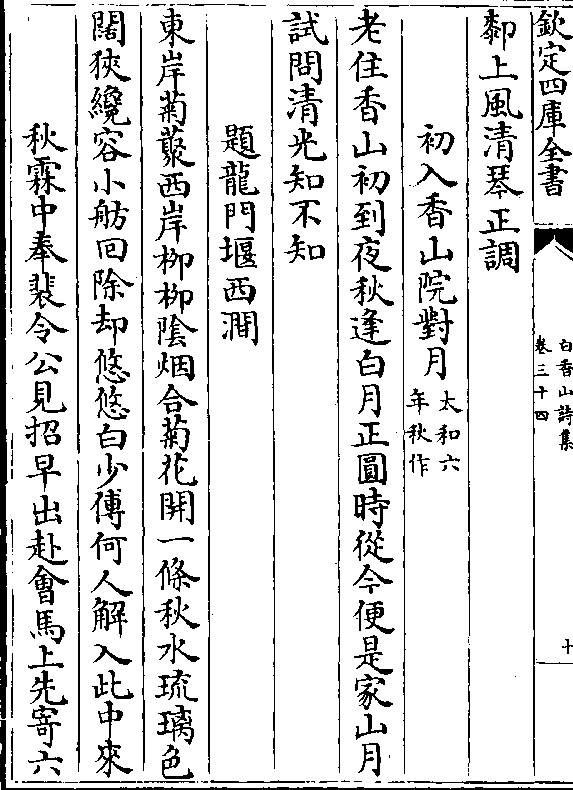 欽定四庫全書
白香山詩集
卷三十四
十
㶚上風清琴正調
初入香山院對月太和六
年秋作
老住香山初到夜秋逢白月正圓時從今便是家山月
試問清光知不知
題龍門堰西澗
東岸菊藂西岸柳柳隂烟合菊花開一條秋水琉璃色
闊狹纔容小舫回除却悠悠白少傅何人解入此中來
秋霖中奉裴令公見招早出赴會馬上先寄六